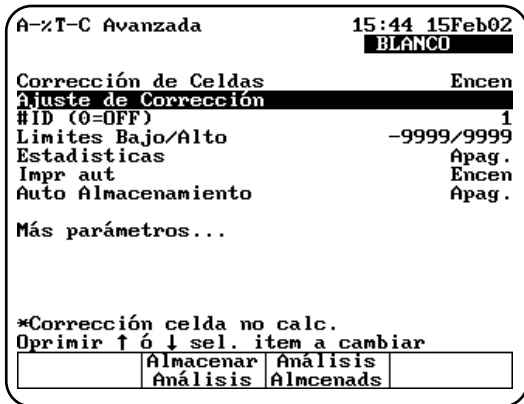 A-%T-C Avanzada 15:44 15Feb02
BLANCO
Corrección de Celdas Encen
Ajuste de Corrección
#ID (0=OFF) 1
Limites Bajo/Alto -9999/9999
Estadisticas Apag.
Impr aut Encen
Auto Almacenamiento Apag.
Más parámetros...
*Corrección celda no calc.
Oprimir ↑ ó ↓ sel. item a cambiar
Almacenar Análisis
Análisis Almcenads